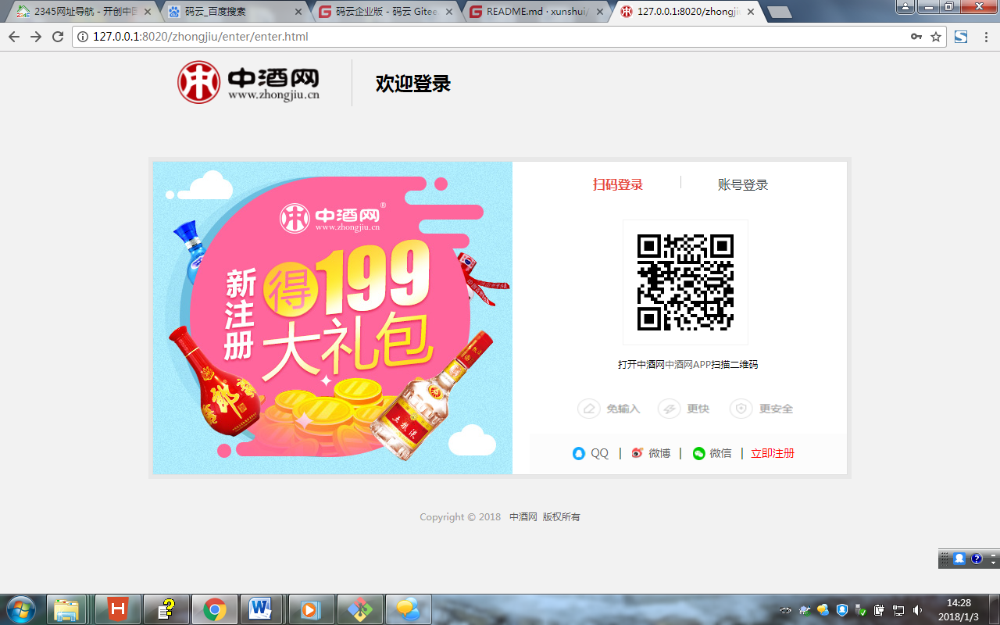 2345网址导航 - 开创中国
码云_百度搜索
码云企业版 - 码云 Gitee
README.md · xunshui/
127.0.0.1:8020/zhongji
127.0.0.1:8020/zhongjiu/enter/enter.html
中酒网
www.zhongjiu.cn
欢迎登录
中酒网®
www.zhongjiu.cn
新注册
得199
大礼包
扫码登录
账号登录
打开中酒网中酒网APP扫描二维码
免输入
更快
更安全
QQ
微博
微信
立即注册
Copyright © 2018 中酒网 版权所有
14:28
2018/1/3